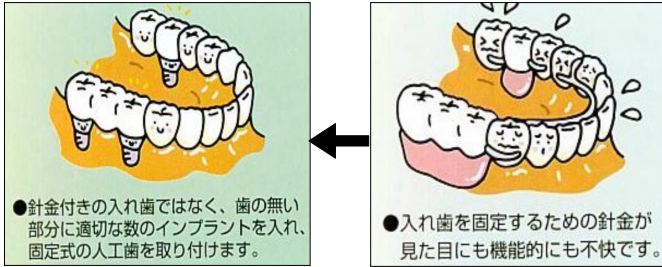 ●針金付きの入れ歯ではなく、歯の無い
部分に適切な数のインプラントを入れ、
固定式の人工歯を取り付けます。
●入れ歯を固定するための針金が
見た目にも機能的にも不快です。